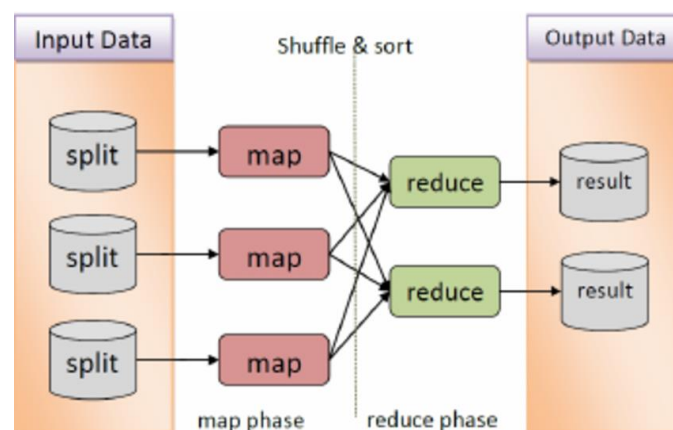 Input Data
Shuffle & sort
Output Data
split
map
reduce
result
split
map
reduce
result
split
map
map phase
reduce phase